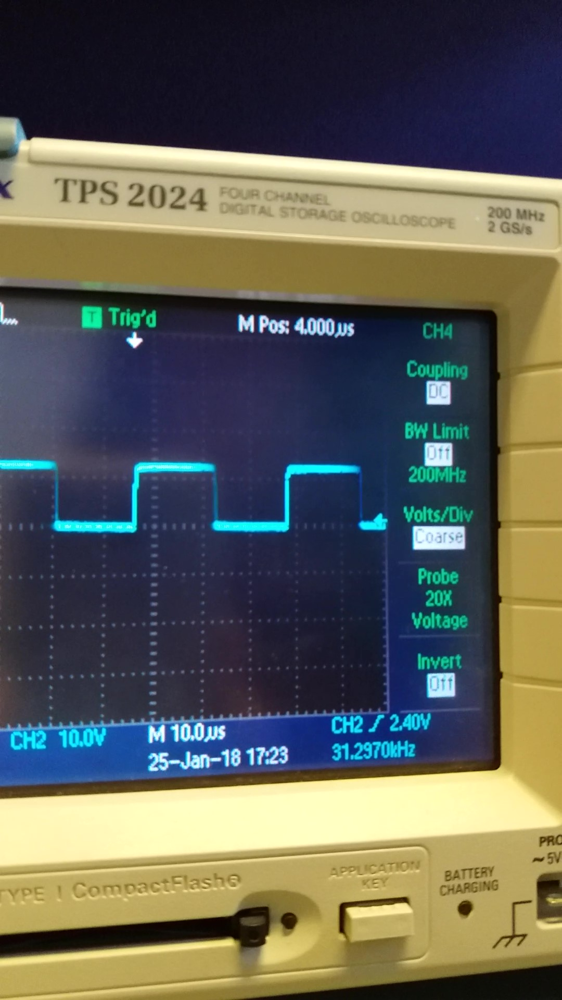 x TPS 2024 FOUR CHANNEL
DIGITAL STORAGE OSCILLOSCOPE
200 MHz
2 GS/s
T Trig'd
M Pos: 4.000µs
CH4
Coupling
DC
BW Limit
Off
200MHz
Volts/Div
Coarse
Probe
20X
Voltage
Invert
Off
CH2 10.0V
M 10.0µs
CH2 2.40V
25-Jan-18 17:23
31.2970kHz
TYPE I CompactFlash®
APPLICATION
KEY
BATTERY
CHARGING
PRO
~5V